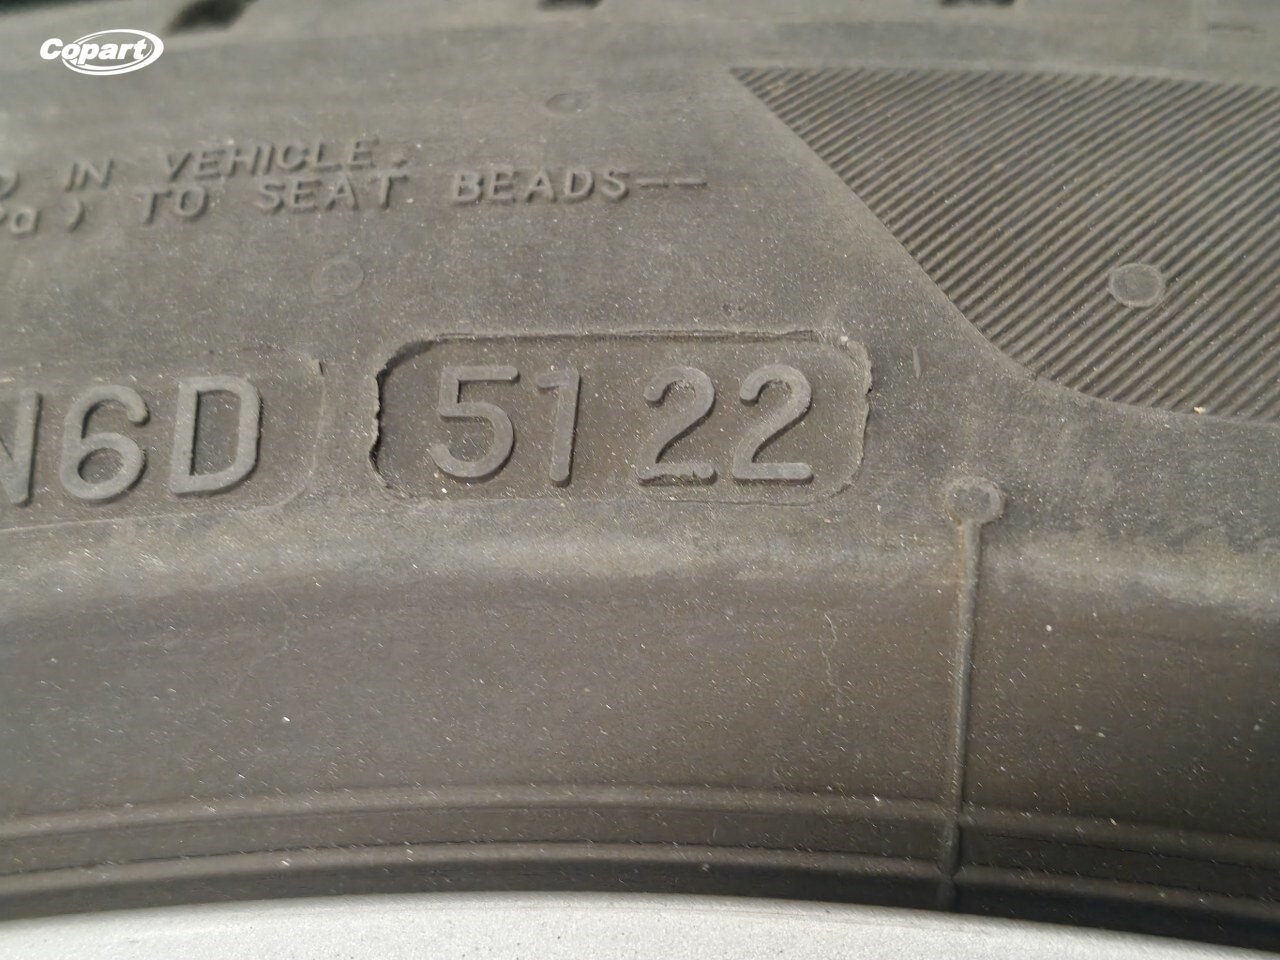 Copart
IN VEHICLE.
) TO SEAT BEADS--
N6D 5122